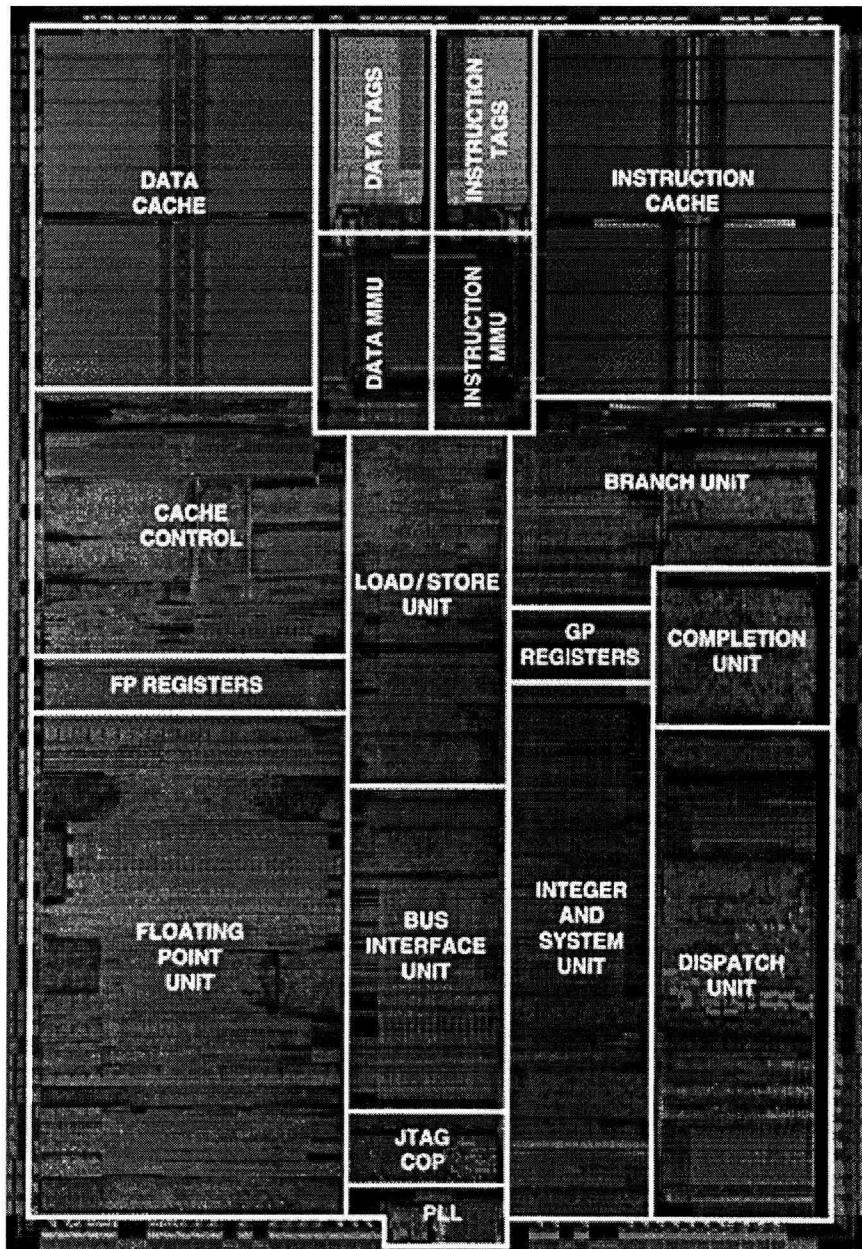 DATA
CACHE
DATA TAGS
INSTRUCTION
TAGS
INSTRUCTION
CACHE
DATA MMU
INSTRUCTION
MMU
CACHE
CONTROL
LOAD/STORE
UNIT
BRANCH UNIT
GP
REGISTERS
COMPLETION
UNIT
FP REGISTERS
FLOATING
POINT
UNIT
BUS
INTERFACE
UNIT
INTEGER
AND
SYSTEM
UNIT
DISPATCH
UNIT
JTAG
COP
PLL